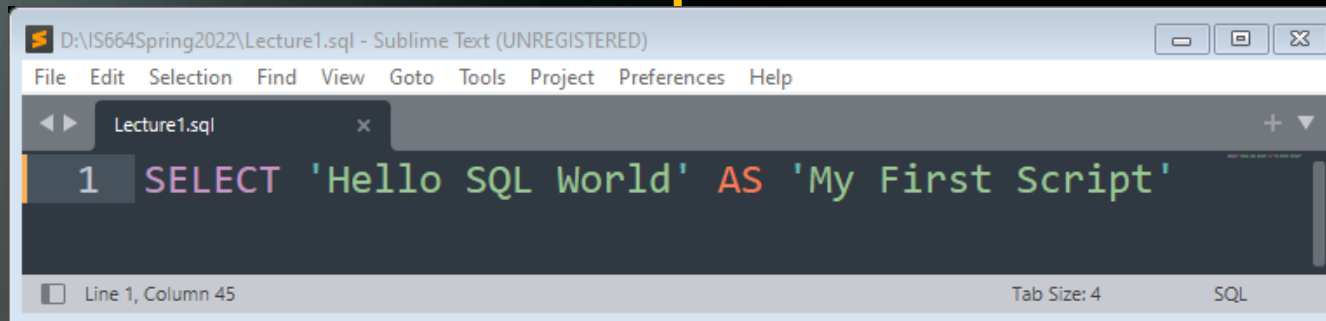 D:\IS664Spring2022\Lecture1.sql - Sublime Text (UNREGISTERED)
File Edit Selection Find View Goto Tools Project Preferences Help
Lecture1.sql
1 SELECT 'Hello SQL World' AS 'My First Script'
Line 1, Column 45 Tab Size: 4 SQL